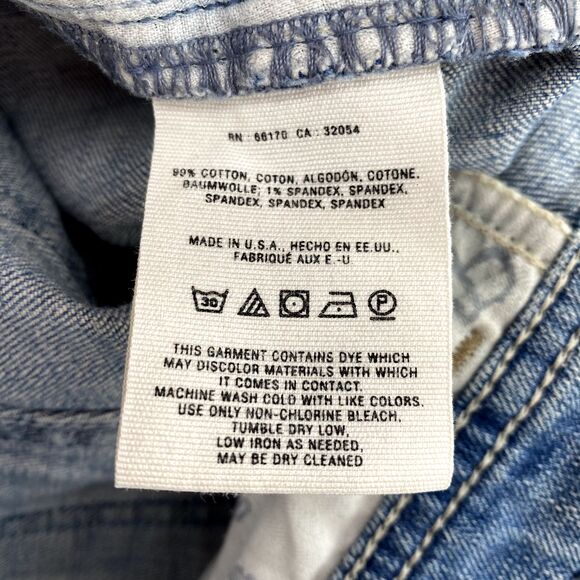 RN : 66170 CA : 32054
99% COTTON, COTON, ALGODÓN, COTONE,
BAUMWOLLE; 1% SPANDEX, SPANDEX,
SPANDEX, SPANDEX, SPANDEX
MADE IN U.S.A., HECHO EN EE.UU.,
FABRIQUÉ AUX E.-U.
30 P
THIS GARMENT CONTAINS DYE WHICH
MAY DISCOLOR MATERIALS WITH WHICH
IT COMES IN CONTACT.
MACHINE WASH COLD WITH LIKE COLORS.
USE ONLY NON-CHLORINE BLEACH,
TUMBLE DRY LOW,
LOW IRON AS NEEDED,
MAY BE DRY CLEANED